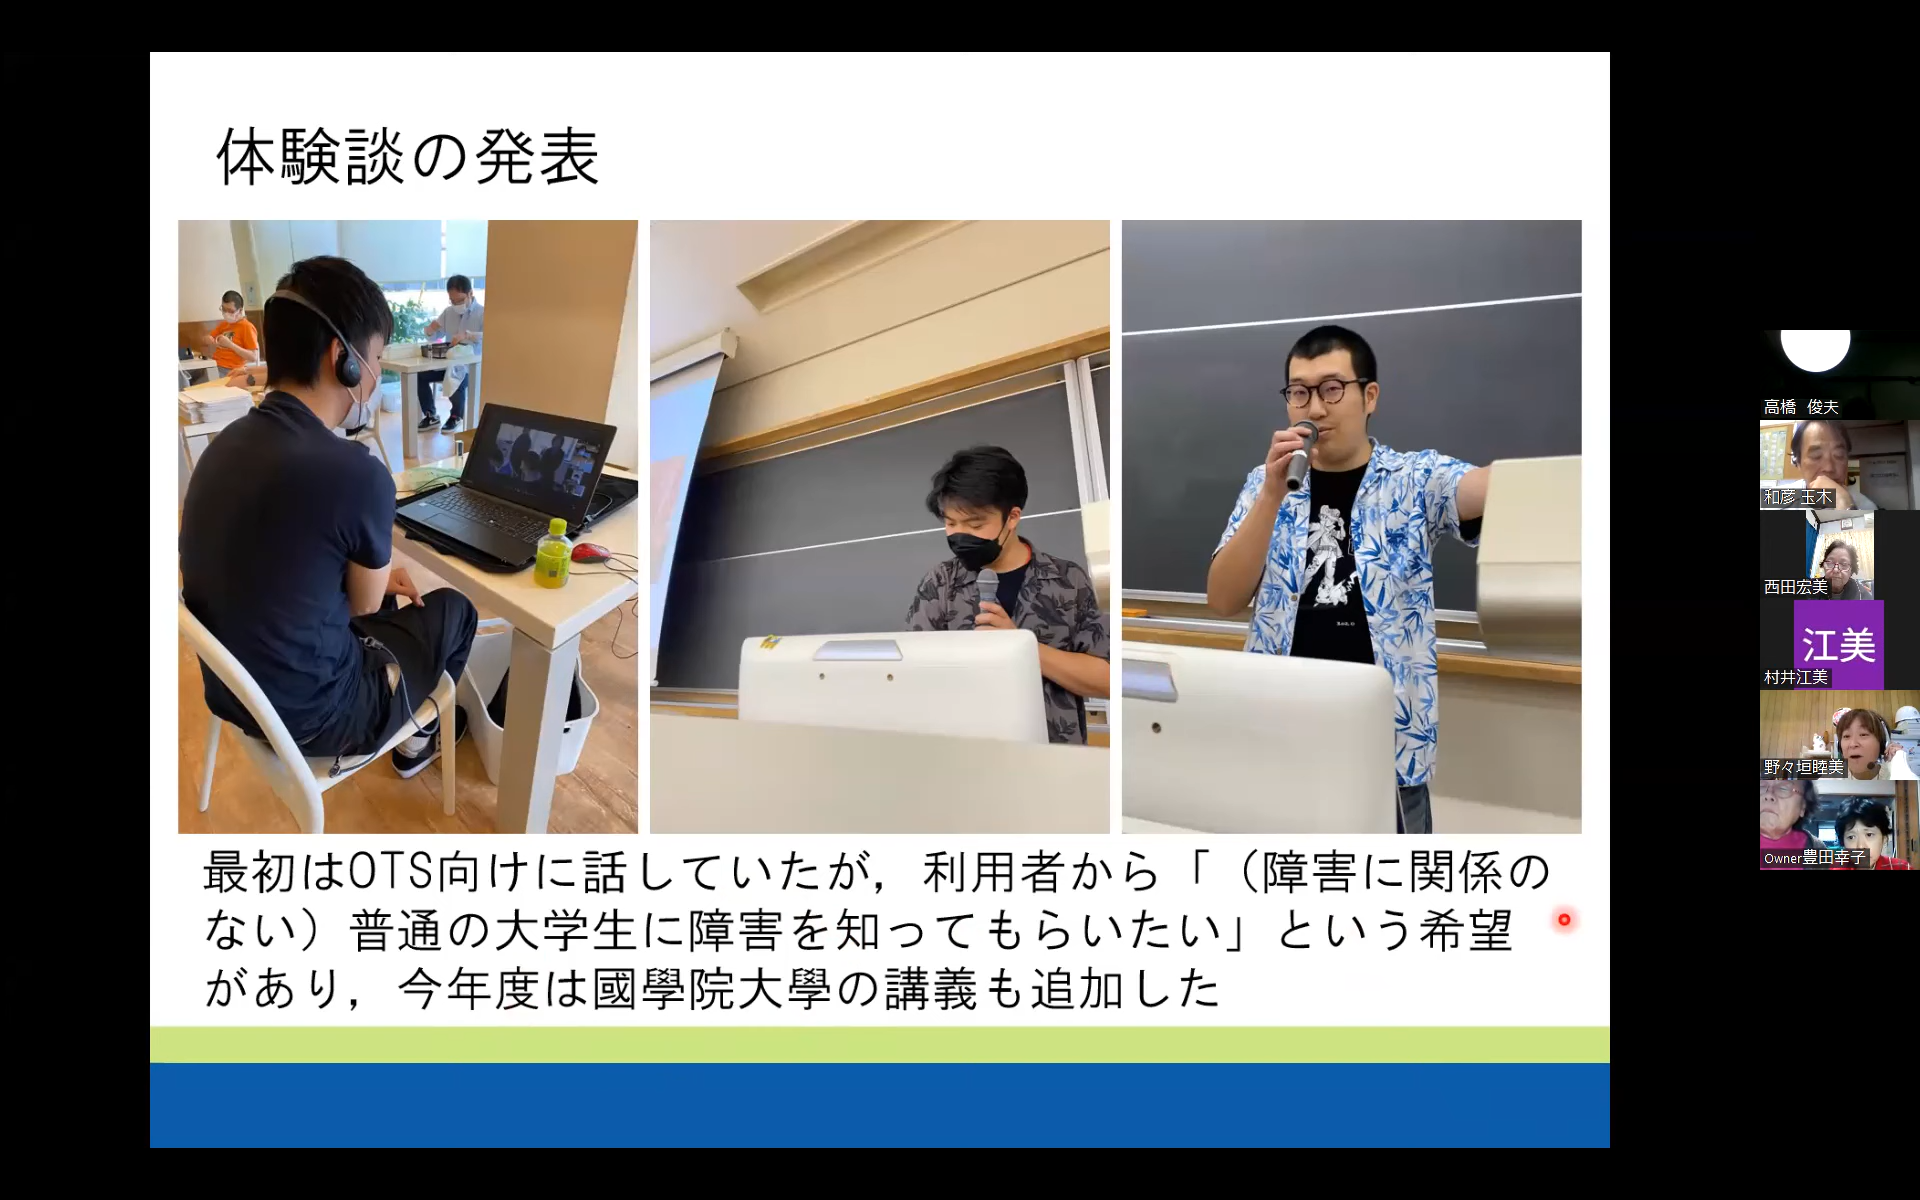 体験談の発表
最初はOTS向けに話していたが，利用者から「（障害に関係の
ない）普通の大学生に障害を知ってもらいたい」という希望
があり，今年度は國學院大學の講義も追加した
高橋 俊夫
和彦 玉木
西田宏美
江美
村井江美
野々垣睦美
Owner豊田幸子